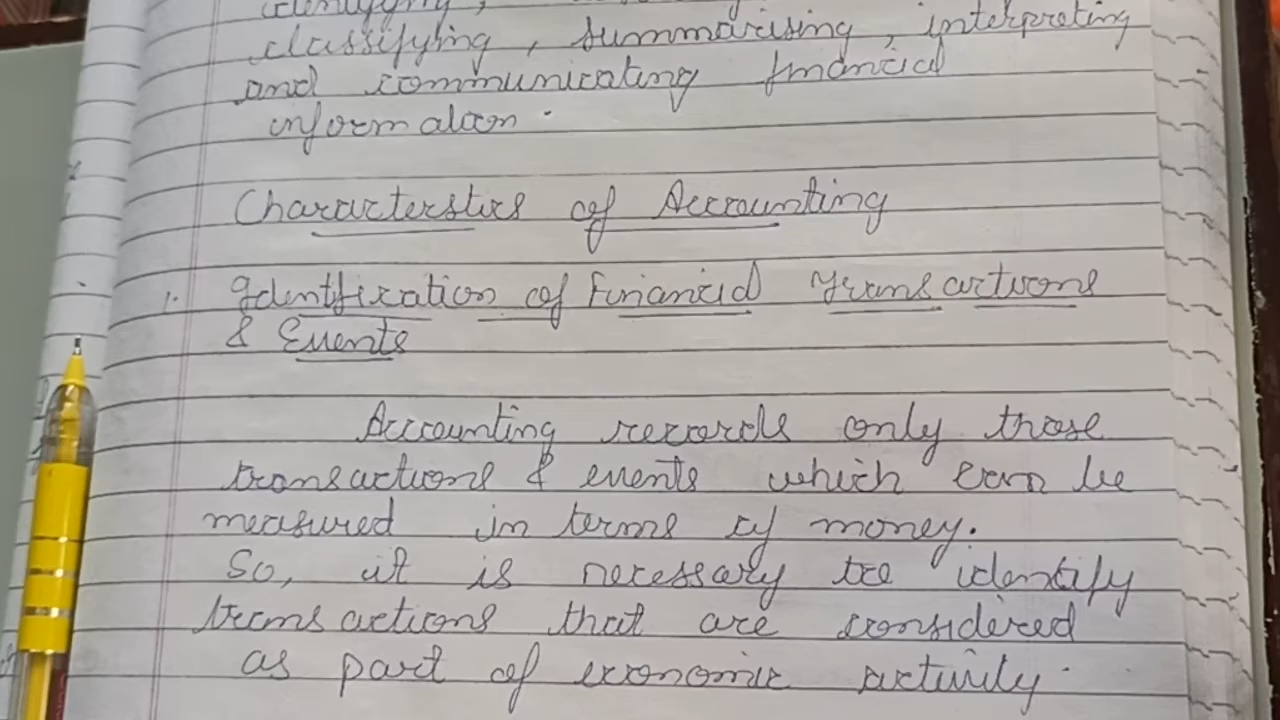 identifying,
classifying, summarising, interpreting
and communicating financial
information.
Characterstics of Accounting
1. Identification of Financial Transactions
& Events
Accounting records only those
transactions & events which can be
measured in terms of money.
So, it is necessary to identify
transactions that are considered
as part of economic activity.